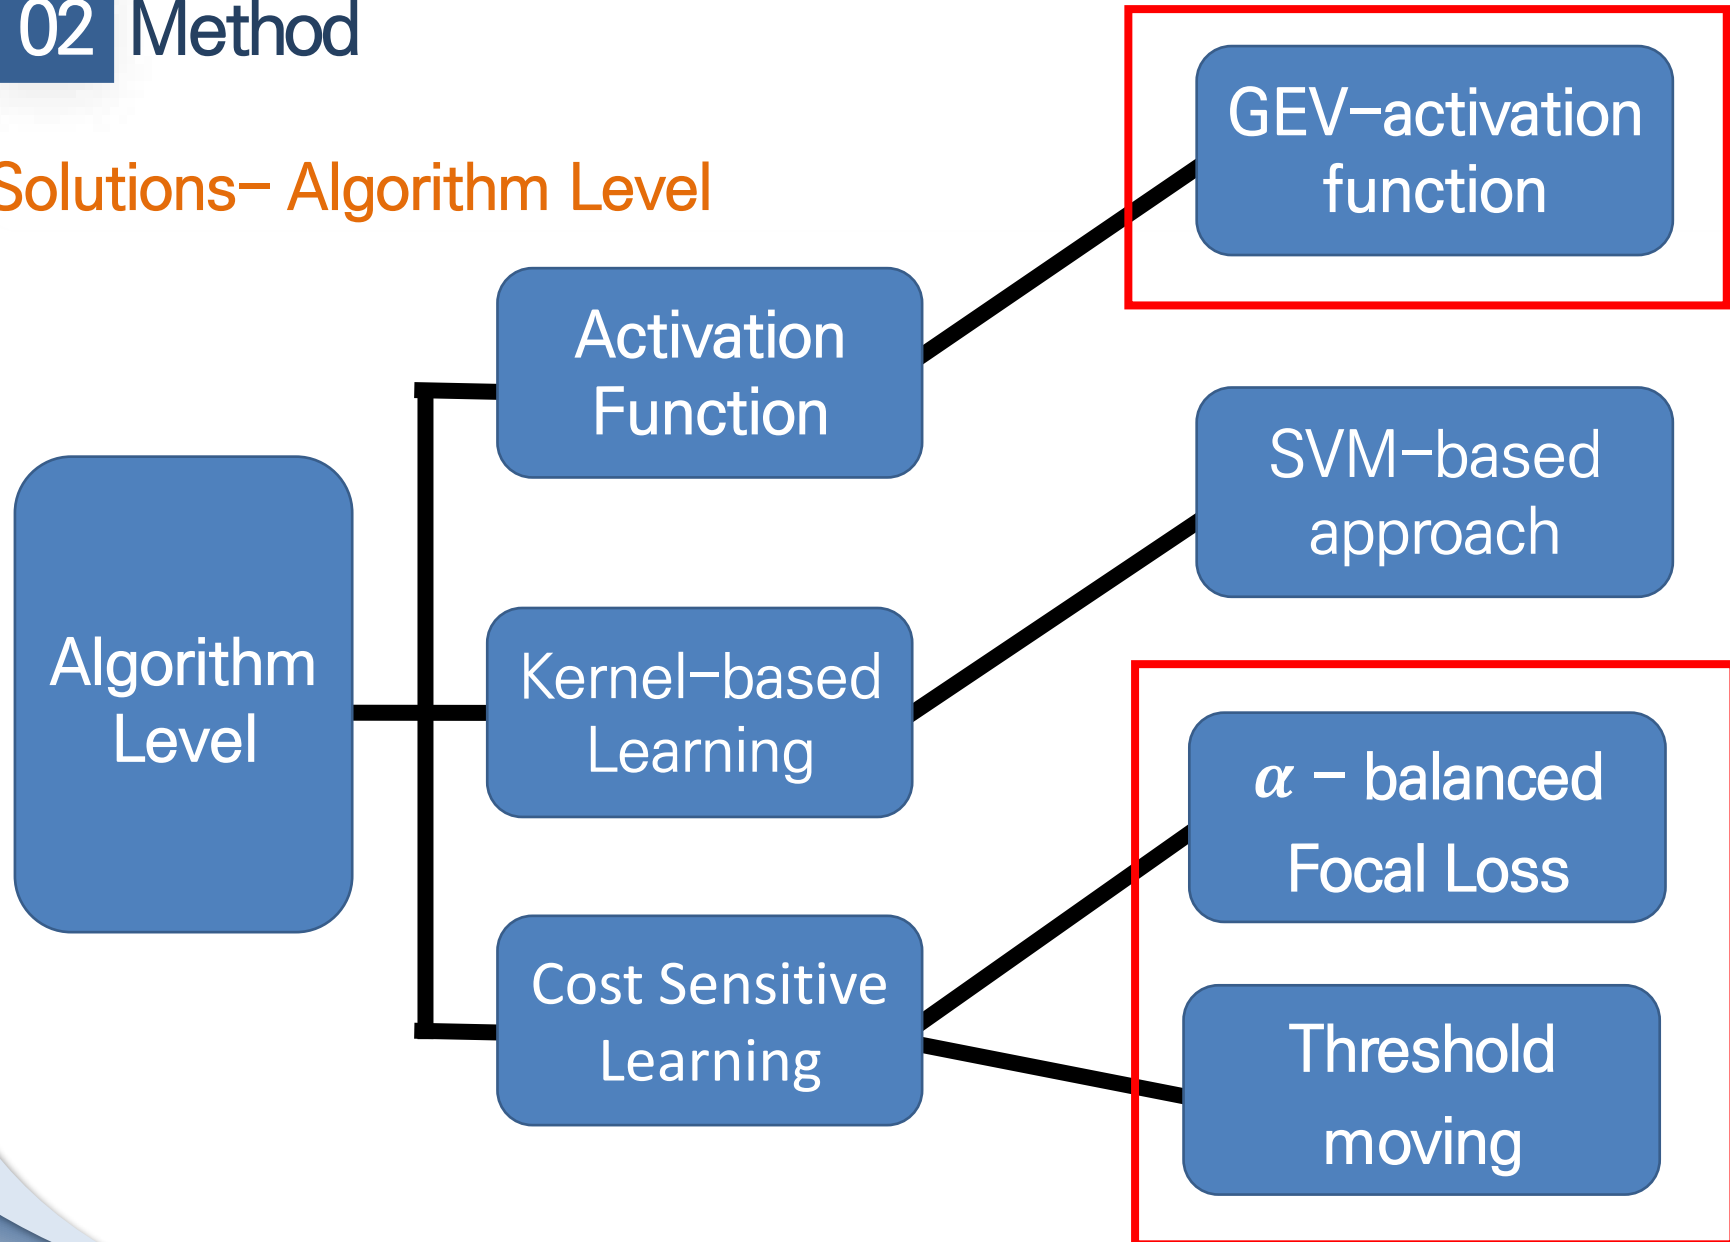 02 Method
Solutions- Algorithm Level
GEV-activation
function
Activation
Function
SVM-based
approach
Algorithm
Level
Kernel-based
Learning
α - balanced
Focal Loss
Cost Sensitive
Learning
Threshold
moving